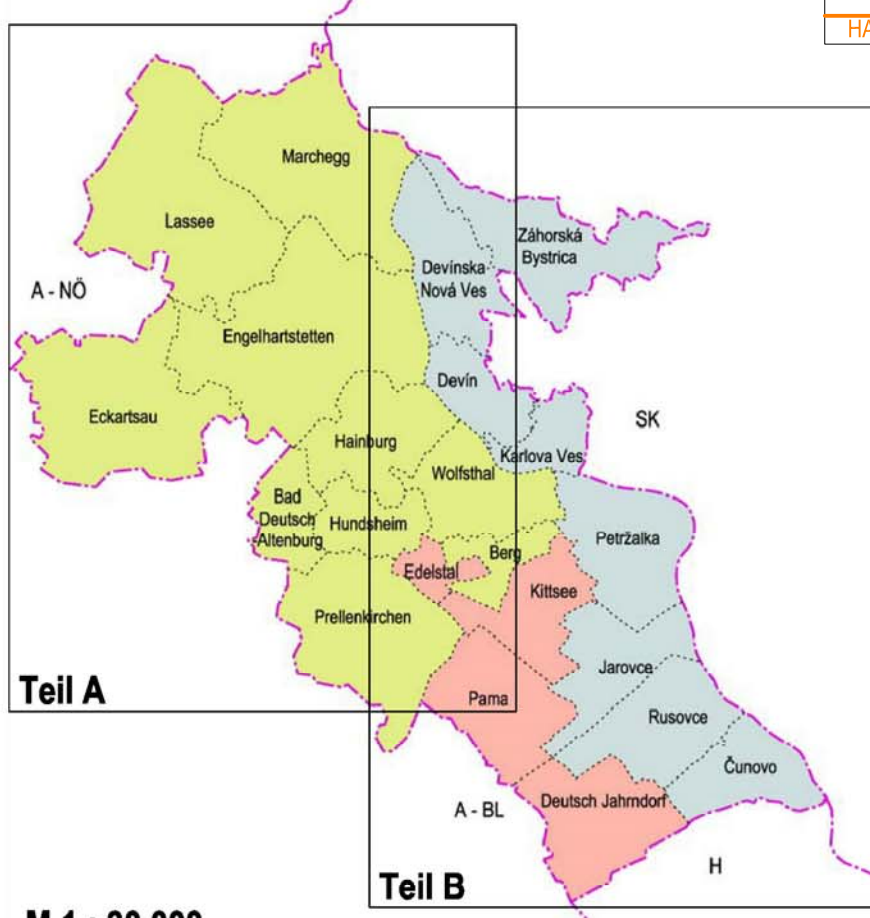 HA
Marchegg
Lassee
Záhorská
Bystrica
Devínska
Nová Ves
A - NÖ
Engelhartstetten
Devín
Eckartsau
SK
Hainburg
Karlova Ves
Wolfsthal
Bad
Deutsch
-Altenburg
Hundsheim
Petržalka
Berg
Edelstal
Kittsee
Prellenkirchen
Jarovce
Teil A
Pama
Rusovce
Čunovo
Deutsch Jahrndorf
A - BL
H
Teil B